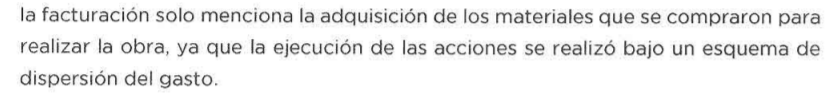 la facturación solo menciona la adquisición de los materiales que se compraron para
realizar la obra, ya que la ejecución de las acciones se realizó bajo un esquema de
dispersión del gasto.